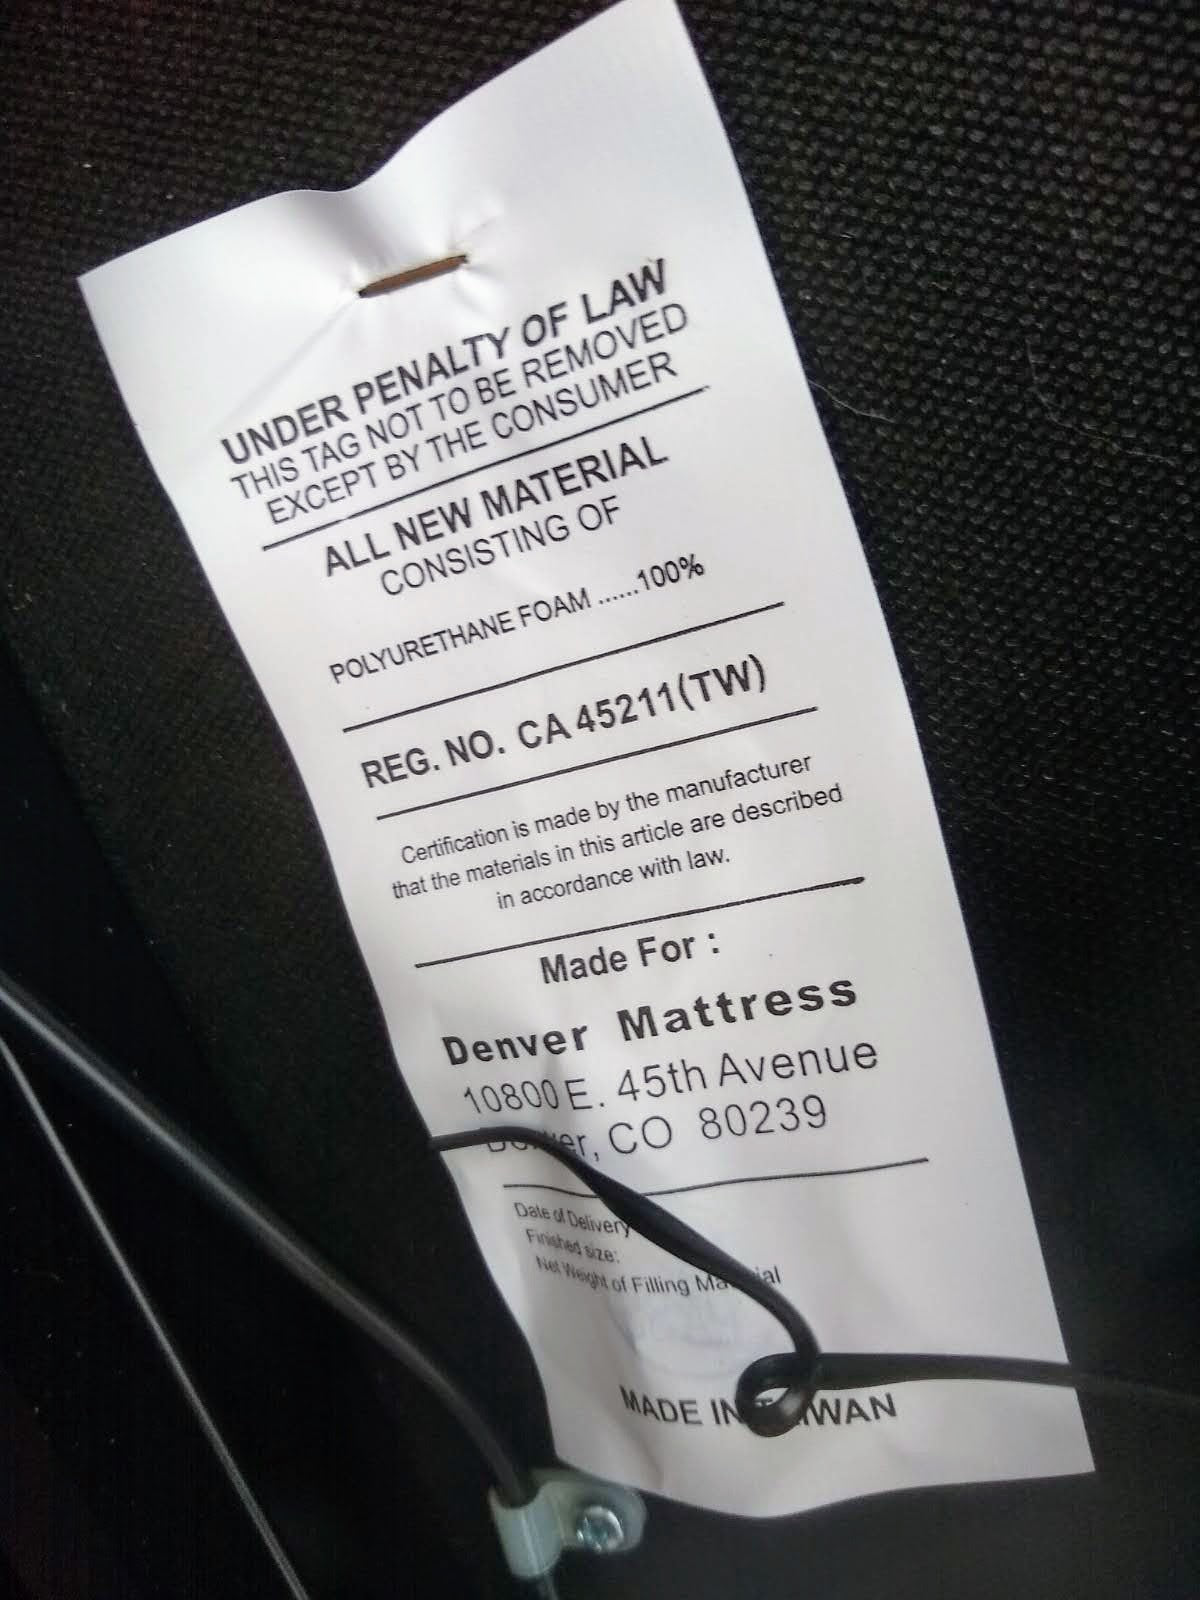 UNDER PENALTY OF LAW
THIS TAG NOT TO BE REMOVED
EXCEPT BY THE CONSUMER
ALL NEW MATERIAL
CONSISTING OF
POLYURETHANE FOAM ......100%
REG. NO. CA 45211(TW)
Certification is made by the manufacturer
that the materials in this article are described
in accordance with law.
Made For :
Denver Mattress
10800 E. 45th Avenue
Denver, CO 80239
Date of Delivery
Finished size:
Net Weight of Filling Material
MADE IN TAIWAN